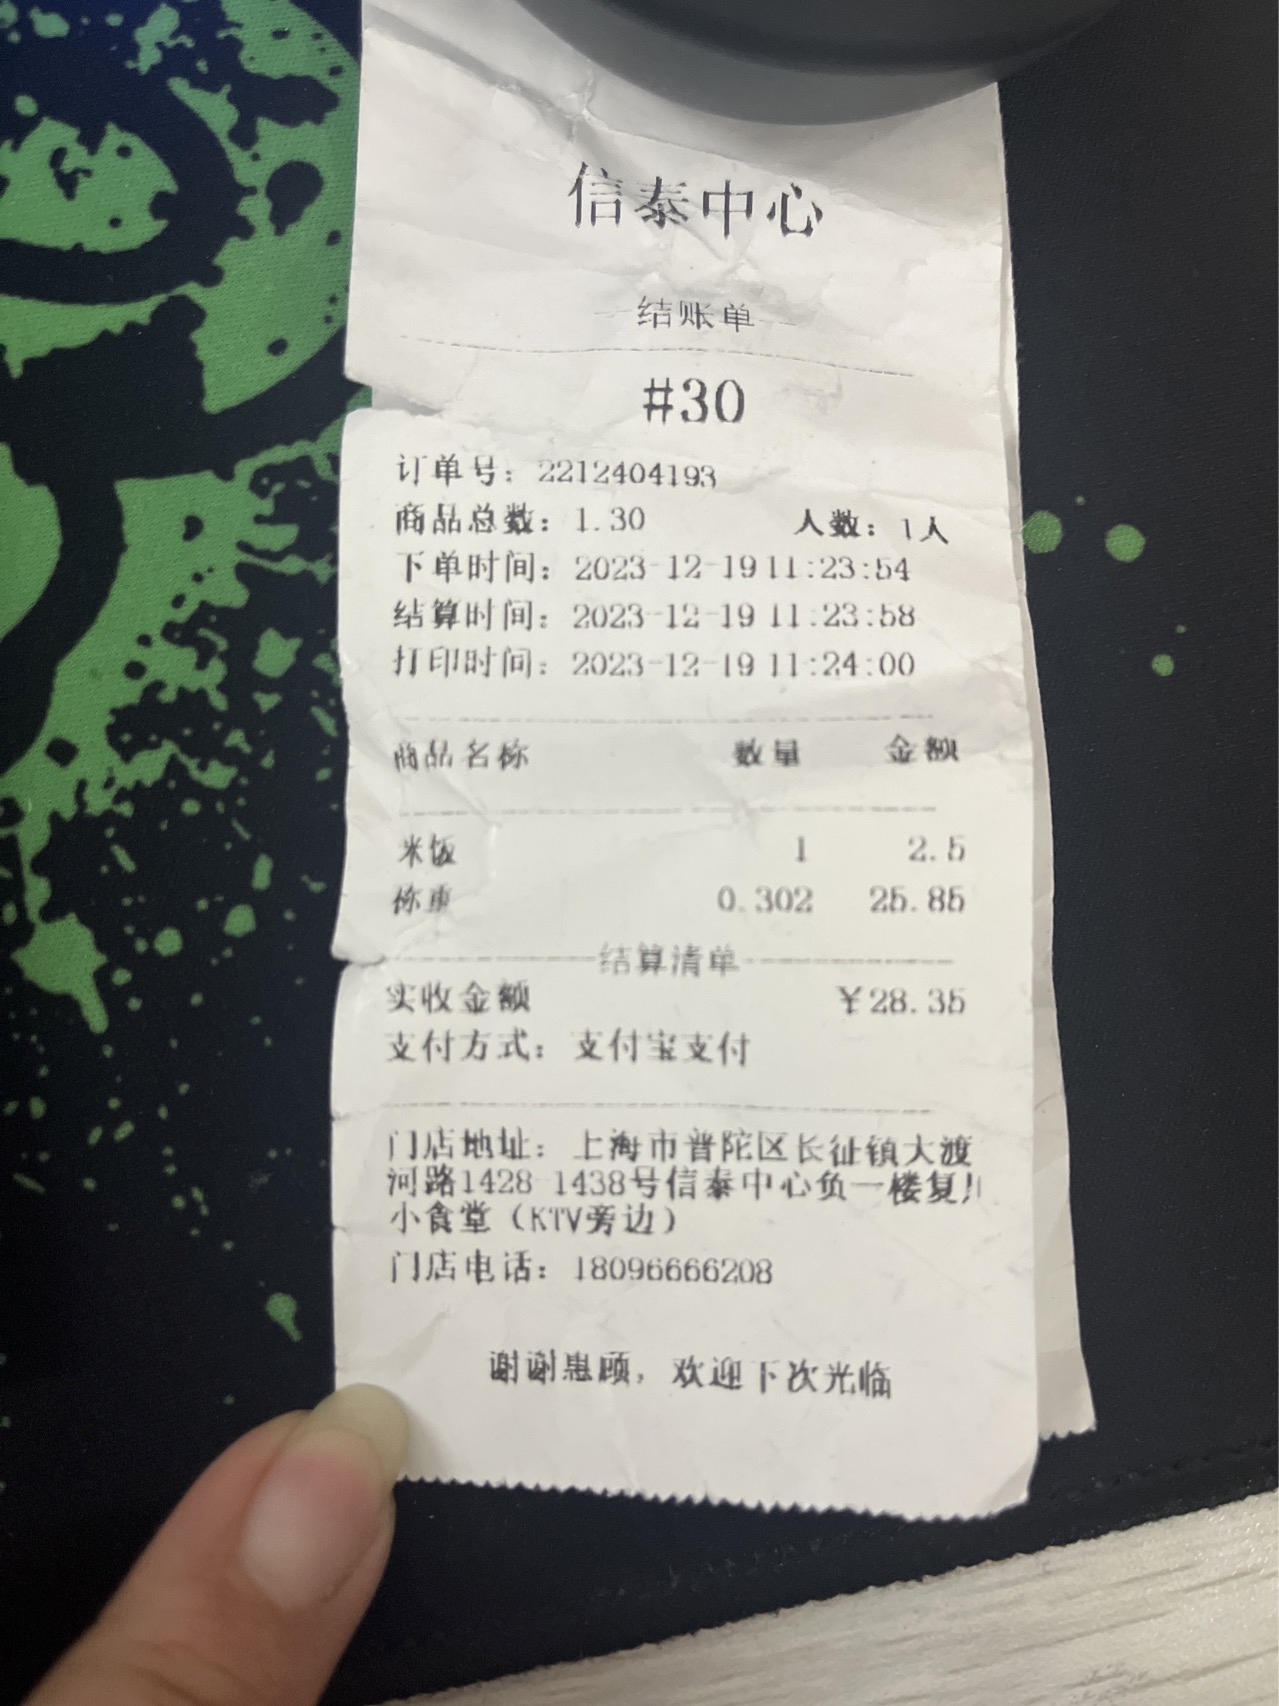 信泰中心
结账单
#30
订单号：2212404193
商品总数：1.30 人数：1人
下单时间：2023-12-19 11:23:54
结算时间：2023-12-19 11:23:58
打印时间：2023-12-19 11:24:00
商品名称 数量 金额
米饭 1 2.5
称重 0.302 25.85
结算清单
实收金额 ￥28.35
支付方式：支付宝支付
门店地址：上海市普陀区长征镇大渡
河路1428-1438号信泰中心负一楼复
小食堂（KTV旁边）
门店电话：18096666208
谢谢惠顾，欢迎下次光临